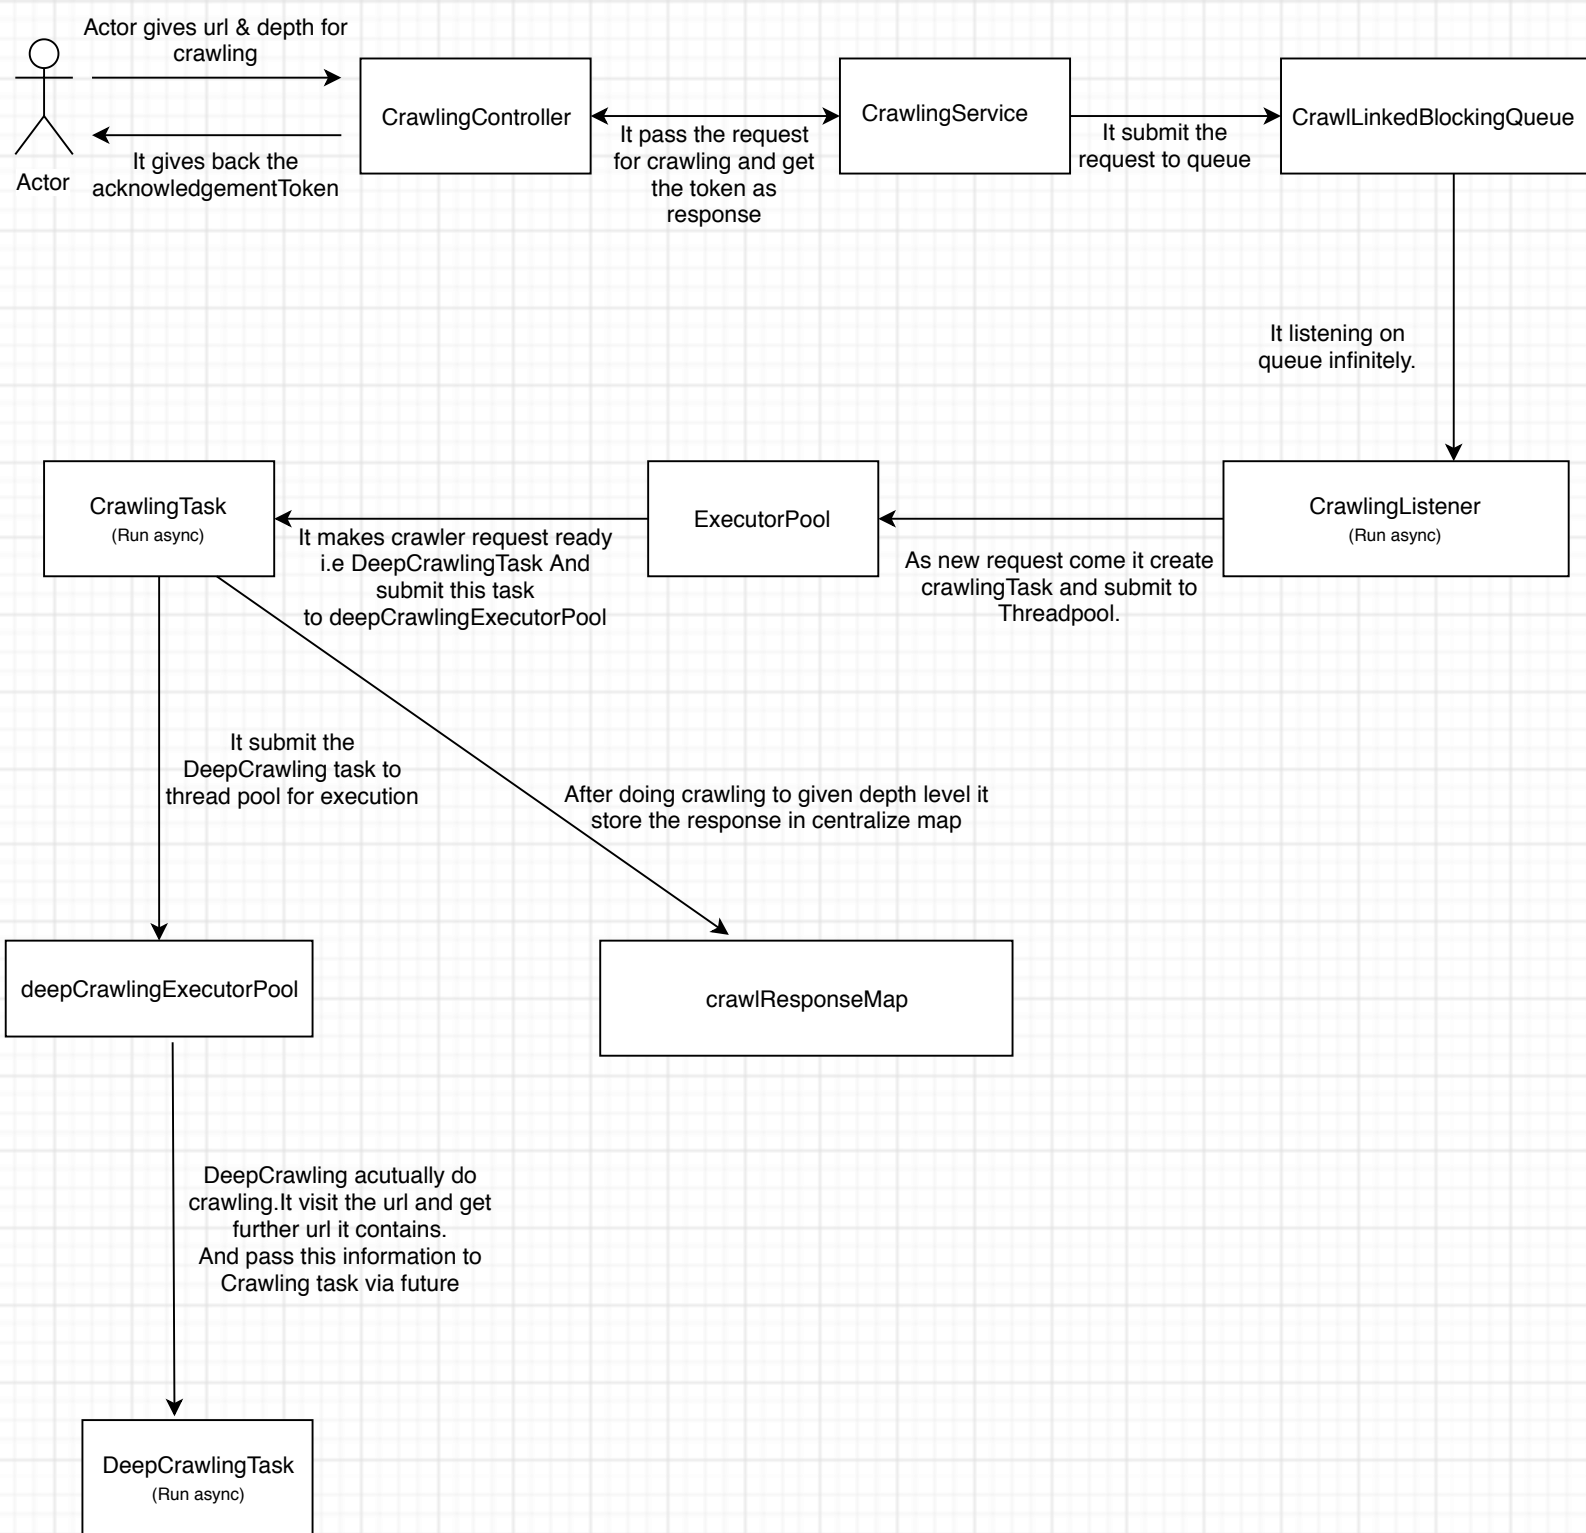 Actor gives url & depth for
crawling
It gives back the
acknowledgementToken
Actor
CrawlingController
It pass the request
for crawling and get
the token as
response
CrawlingService
It submit the
request to queue
CrawlLinkedBlockingQueue
It listening on
queue infinitely.
CrawlingTask
(Run async)
It makes crawler request ready
i.e DeepCrawlingTask And
submit this task
to deepCrawlingExecutorPool
ExecutorPool
As new request come it create
crawlingTask and submit to
Threadpool.
CrawlingListener
(Run async)
It submit the
DeepCrawling task to
thread pool for execution
After doing crawling to given depth level it
store the response in centralize map
deepCrawlingExecutorPool
crawlResponseMap
DeepCrawling acutually do
crawling.It visit the url and get
further url it contains.
And pass this information to
Crawling task via future
DeepCrawlingTask
(Run async)